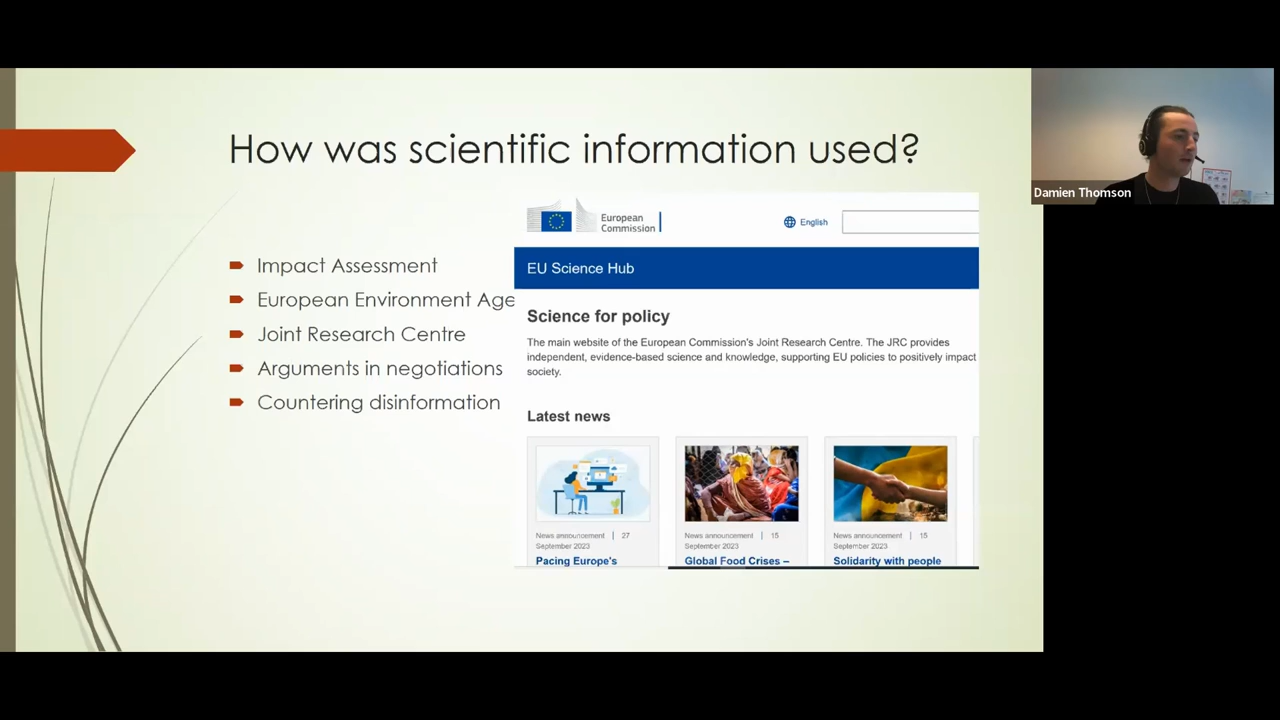 How was scientific information used?
Impact Assessment
European Environment Age
Joint Research Centre
Arguments in negotiations
Countering disinformation
European
Commission
English
EU Science Hub
Science for policy
The main website of the European Commission's Joint Research Centre. The JRC provides
independent, evidence-based science and knowledge, supporting EU policies to positively impact
society.
Latest news
News announcement | 27
September 2023
Pacing Europe's
News announcement | 15
September 2023
Global Food Crises –
News announcement | 15
September 2023
Solidarity with people
Damien Thomson